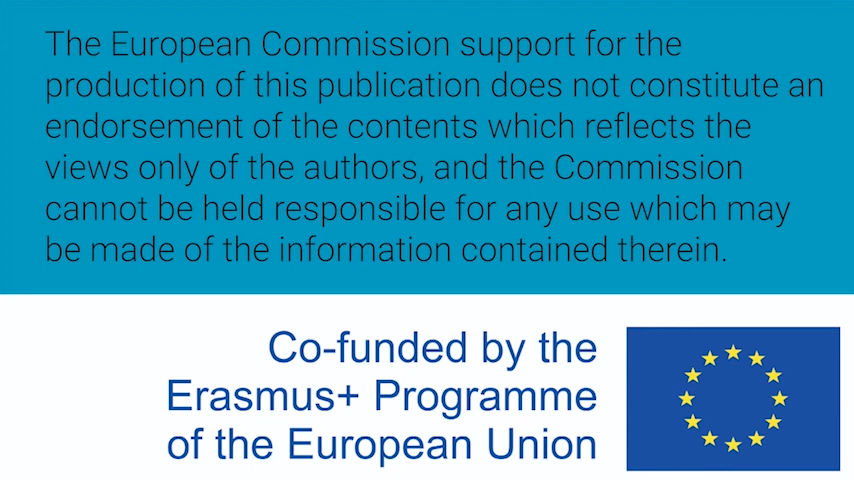 The European Commission support for the
production of this publication does not constitute an
endorsement of the contents which reflects the
views only of the authors, and the Commission
cannot be held responsible for any use which may
be made of the information contained therein.
Co-funded by the
Erasmus+ Programme
of the European Union